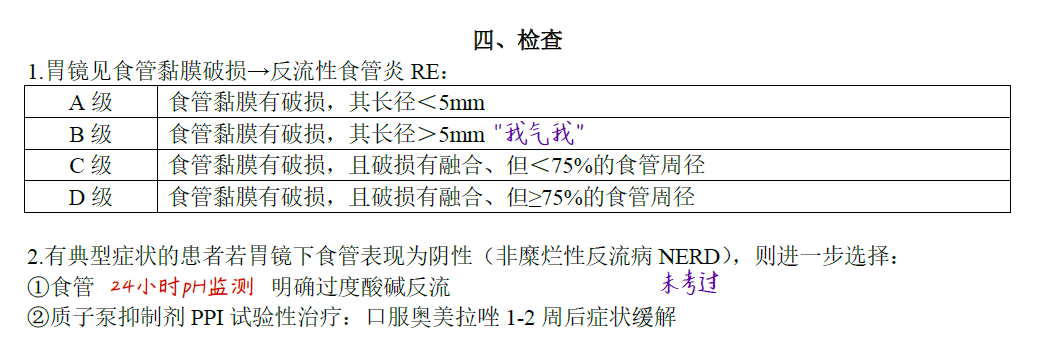 四、检查
1.胃镜见食管黏膜破损→反流性食管炎 RE：
A 级 食管黏膜有破损，其长径＜5mm
B 级 食管黏膜有破损，其长径＞5mm "我气我"
C 级 食管黏膜有破损，且破损有融合、但＜75%的食管周径
D 级 食管黏膜有破损，且破损有融合、但≥75%的食管周径
2.有典型症状的患者若胃镜下食管表现为阴性（非糜烂性反流病 NERD），则进一步选择：
①食管 24小时pH监测 明确过度酸碱反流 未考过
②质子泵抑制剂 PPI 试验性治疗：口服奥美拉唑 1-2 周后症状缓解